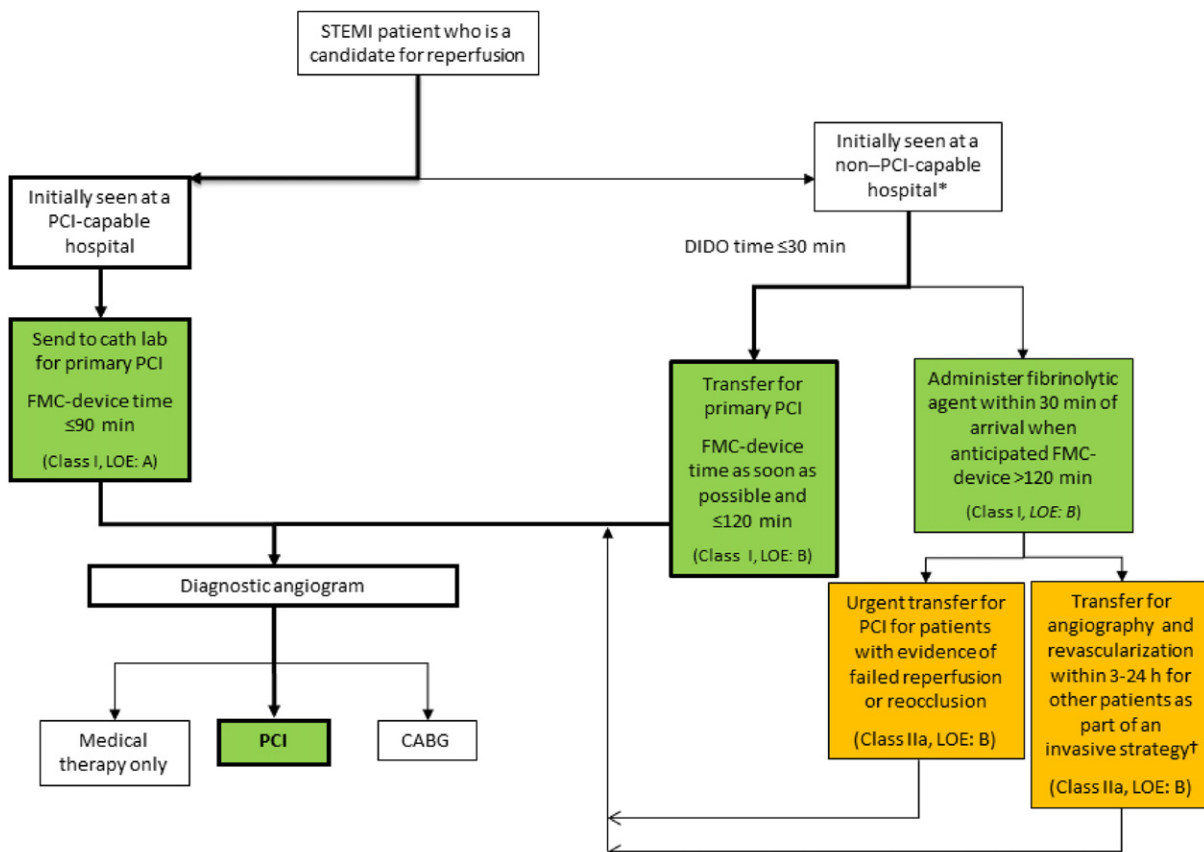 STEMI patient who is a
candidate for reperfusion
Initially seen at a
non–PCI-capable
hospital*
Initially seen at a
PCI-capable
hospital
DIDO time ≤30 min
Send to cath lab
for primary PCI
FMC-device time
≤90 min
(Class I, LOE: A)
Transfer for
primary PCI
FMC-device
time as soon as
possible and
≤120 min
(Class I, LOE: B)
Administer fibrinolytic
agent within 30 min of
arrival when
anticipated FMC-
device >120 min
(Class I, LOE: B)
Diagnostic angiogram
Urgent transfer for
PCI for patients
with evidence of
failed reperfusion
or reocclusion
(Class IIa, LOE: B)
Transfer for
angiography and
revascularization
within 3-24 h for
other patients as
part of an
invasive strategy†
(Class IIa, LOE: B)
Medical
therapy only
PCI
CABG